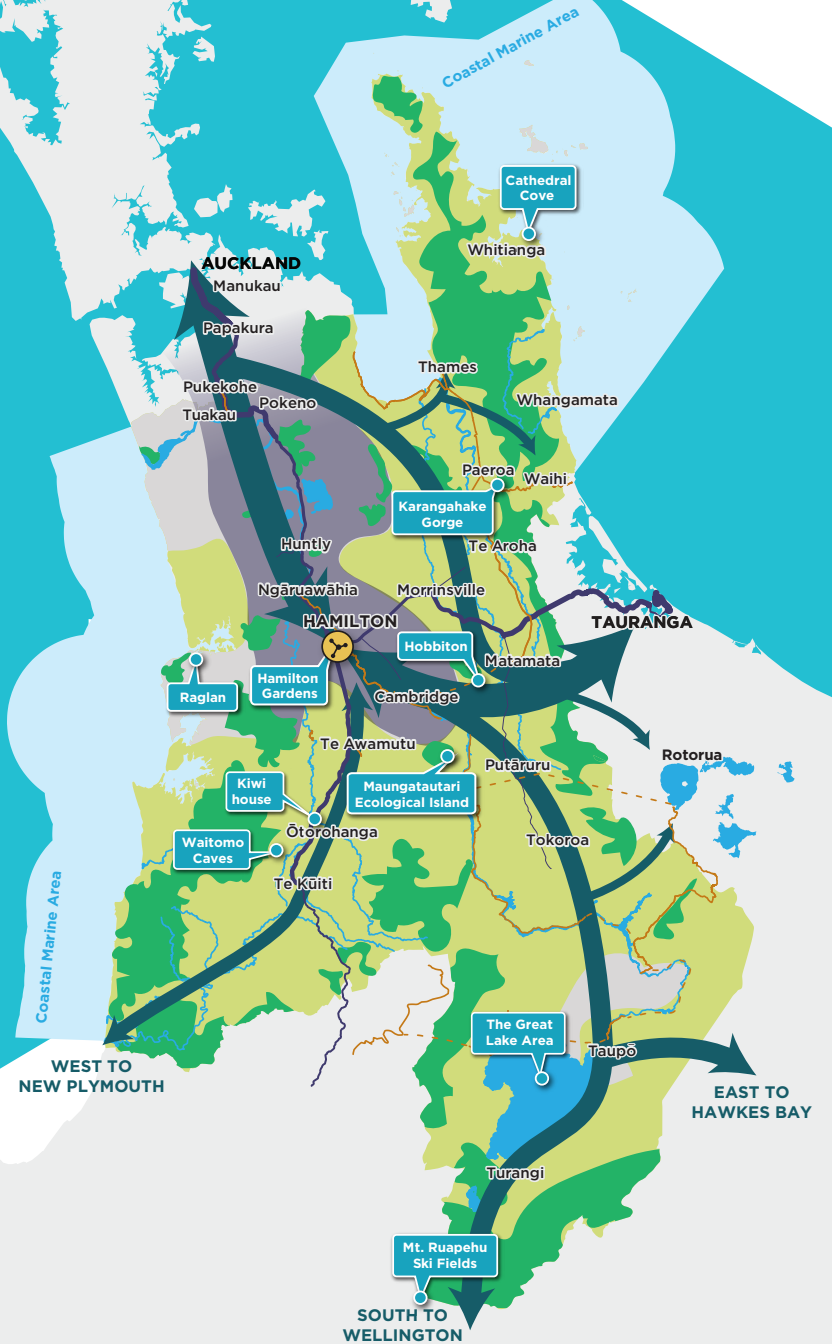 Coastal Marine Area
Cathedral
Cove
Whitianga
AUCKLAND
Manukau
Papakura
Thames
Pukekohe
Pokeno
Whangamata
Tuakau
Paeroa
Waihi
Karangahake
Gorge
Huntly
Te Aroha
Ngāruawāhia
Morrinsville
HAMILTON
TAURANGA
Hobbiton
Matamata
Hamilton
Gardens
Raglan
Cambridge
Te Awamutu
Rotorua
Putāruru
Maungatautari
Ecological Island
Kiwi
house
Ōtorohanga
Tokoroa
Waitomo
Caves
Te Kūiti
Coastal Marine Area
The Great
Lake Area
Taupō
WEST TO
NEW PLYMOUTH
EAST TO
HAWKES BAY
Turangi
Mt. Ruapehu
Ski Fields
SOUTH TO
WELLINGTON